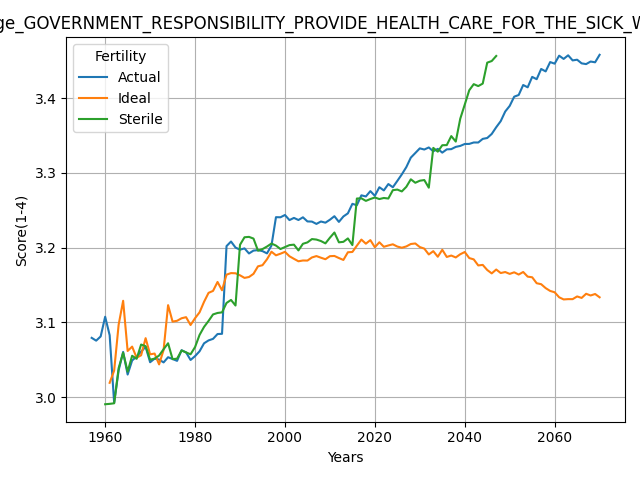 ge_GOVERNMENT_RESPONSIBILITY_PROVIDE_HEALTH_CARE_FOR_THE_SICK_W
Fertility
Actual
Ideal
Sterile
Score(1-4)
3.4
3.3
3.2
3.1
3.0
1960 1980 2000 2020 2040 2060
Years